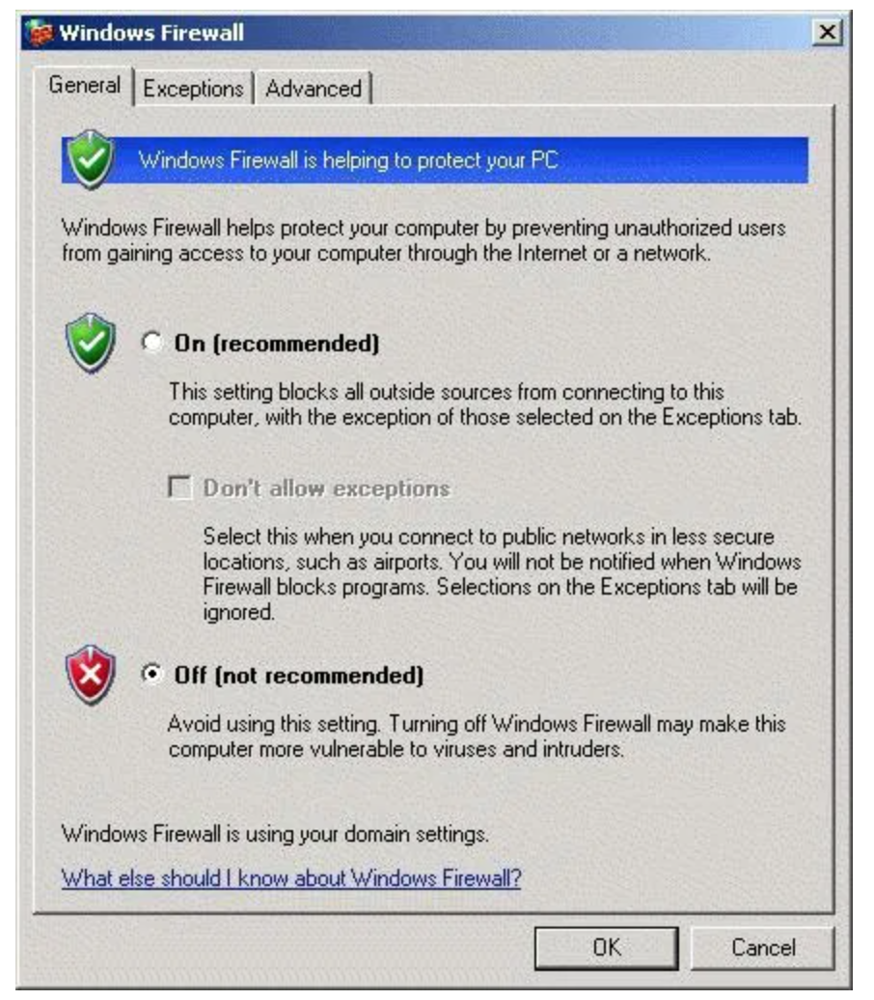 Windows Firewall
General
Exceptions
Advanced
Windows Firewall is helping to protect your PC
Windows Firewall helps protect your computer by preventing unauthorized users
from gaining access to your computer through the Internet or a network.
On (recommended)
This setting blocks all outside sources from connecting to this
computer, with the exception of those selected on the Exceptions tab.
Don't allow exceptions
Select this when you connect to public networks in less secure
locations, such as airports. You will not be notified when Windows
Firewall blocks programs. Selections on the Exceptions tab will be
ignored.
Off (not recommended)
Avoid using this setting. Turning off Windows Firewall may make this
computer more vulnerable to viruses and intruders.
Windows Firewall is using your domain settings.
What else should I know about Windows Firewall?
OK
Cancel